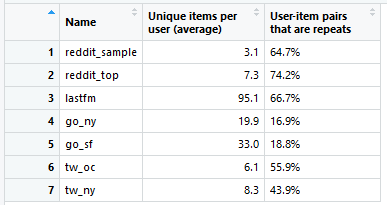 Name Unique items per user (average) User-item pairs that are repeats
1 reddit_sample 3.1 64.7%
2 reddit_top 7.3 74.2%
3 lastfm 95.1 66.7%
4 go_ny 19.9 16.9%
5 go_sf 33.0 18.8%
6 tw_oc 6.1 55.9%
7 tw_ny 8.3 43.9%